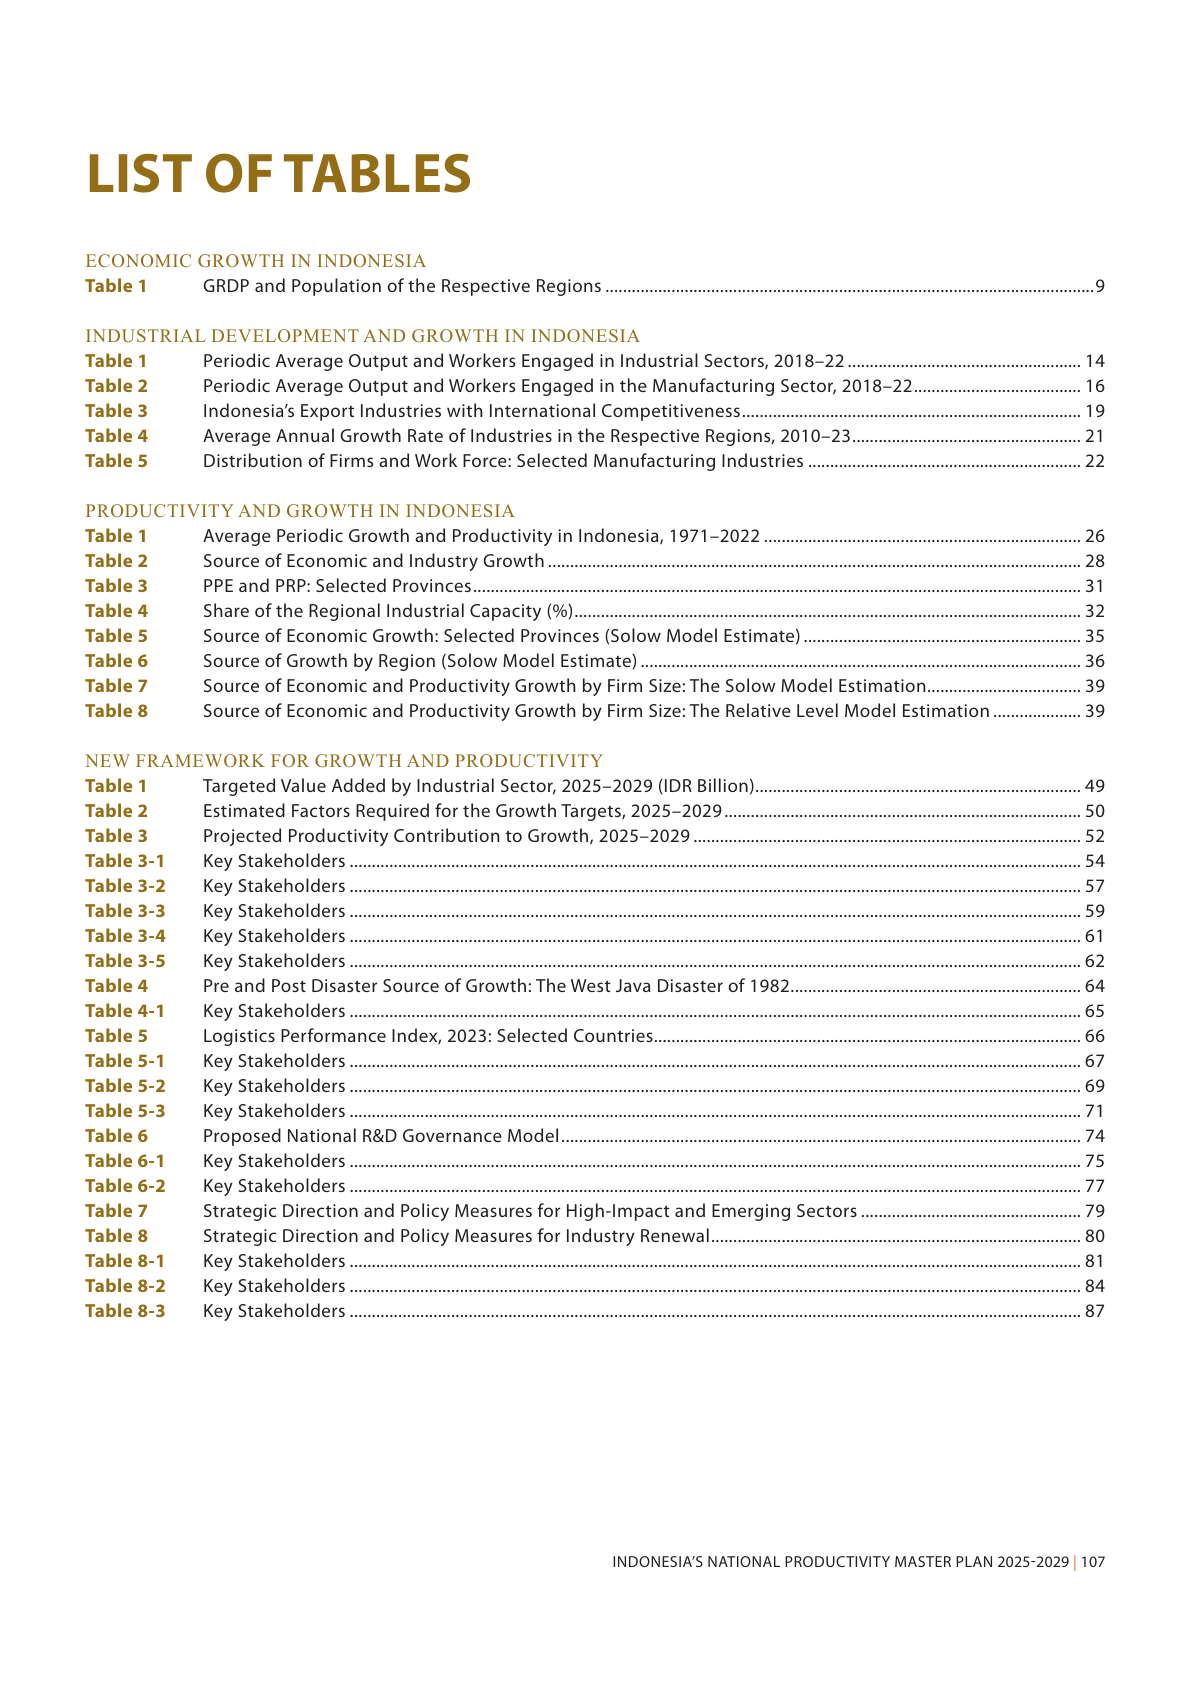 LIST OF TABLES
ECONOMIC GROWTH IN INDONESIA
Table 1 GRDP and Population of the Respective Regions 9
INDUSTRIAL DEVELOPMENT AND GROWTH IN INDONESIA
Table 1 Periodic Average Output and Workers Engaged in Industrial Sectors, 2018–22 14
Table 2 Periodic Average Output and Workers Engaged in the Manufacturing Sector, 2018–22 16
Table 3 Indonesia’s Export Industries with International Competitiveness 19
Table 4 Average Annual Growth Rate of Industries in the Respective Regions, 2010–23 21
Table 5 Distribution of Firms and Work Force: Selected Manufacturing Industries 22
PRODUCTIVITY AND GROWTH IN INDONESIA
Table 1 Average Periodic Growth and Productivity in Indonesia, 1971–2022 26
Table 2 Source of Economic and Industry Growth 28
Table 3 PPE and PRP: Selected Provinces 31
Table 4 Share of the Regional Industrial Capacity (%) 32
Table 5 Source of Economic Growth: Selected Provinces (Solow Model Estimate) 35
Table 6 Source of Growth by Region (Solow Model Estimate) 36
Table 7 Source of Economic and Productivity Growth by Firm Size: The Solow Model Estimation 39
Table 8 Source of Economic and Productivity Growth by Firm Size: The Relative Level Model Estimation 39
NEW FRAMEWORK FOR GROWTH AND PRODUCTIVITY
Table 1 Targeted Value Added by Industrial Sector, 2025–2029 (IDR Billion) 49
Table 2 Estimated Factors Required for the Growth Targets, 2025–2029 50
Table 3 Projected Productivity Contribution to Growth, 2025–2029 52
Table 3-1 Key Stakeholders 54
Table 3-2 Key Stakeholders 57
Table 3-3 Key Stakeholders 59
Table 3-4 Key Stakeholders 61
Table 3-5 Key Stakeholders 62
Table 4 Pre and Post Disaster Source of Growth: The West Java Disaster of 1982 64
Table 4-1 Key Stakeholders 65
Table 5 Logistics Performance Index, 2023: Selected Countries 66
Table 5-1 Key Stakeholders 67
Table 5-2 Key Stakeholders 69
Table 5-3 Key Stakeholders 71
Table 6 Proposed National R&D Governance Model 74
Table 6-1 Key Stakeholders 75
Table 6-2 Key Stakeholders 77
Table 7 Strategic Direction and Policy Measures for High-Impact and Emerging Sectors 79
Table 8 Strategic Direction and Policy Measures for Industry Renewal 80
Table 8-1 Key Stakeholders 81
Table 8-2 Key Stakeholders 84
Table 8-3 Key Stakeholders 87
INDONESIA’S NATIONAL PRODUCTIVITY MASTER PLAN 2025-2029 | 107